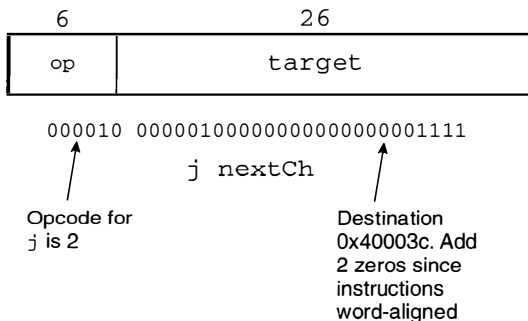 6 26
op target
000010 00000100000000000000001111
j nextCh
Opcode for
j is 2
Destination
0x40003c. Add
2 zeros since
instructions
word-aligned